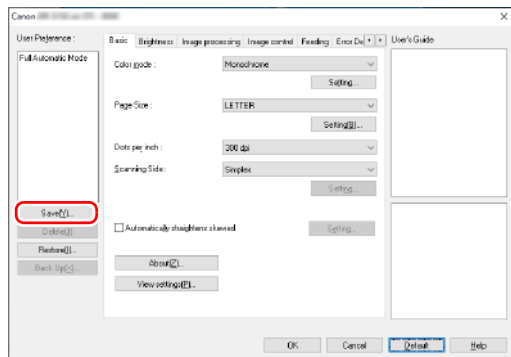 Canon
User Preference :
Full Automatic Mode
Save(Y)...
Delete(J)
Restore(I)...
Back Up(X)...
Basic
Brightness
Image processing
Image control
Feeding
Error De
Color mode :
Monochrome
Setting...
Page Size :
LETTER
Setting(B)...
Dots per inch :
300 dpi
Scanning Side :
Simplex
Setting...
Automatically straightens skewed
Setting...
About(Z)...
View settings(P)...
User's Guide
OK
Cancel
Default
Help